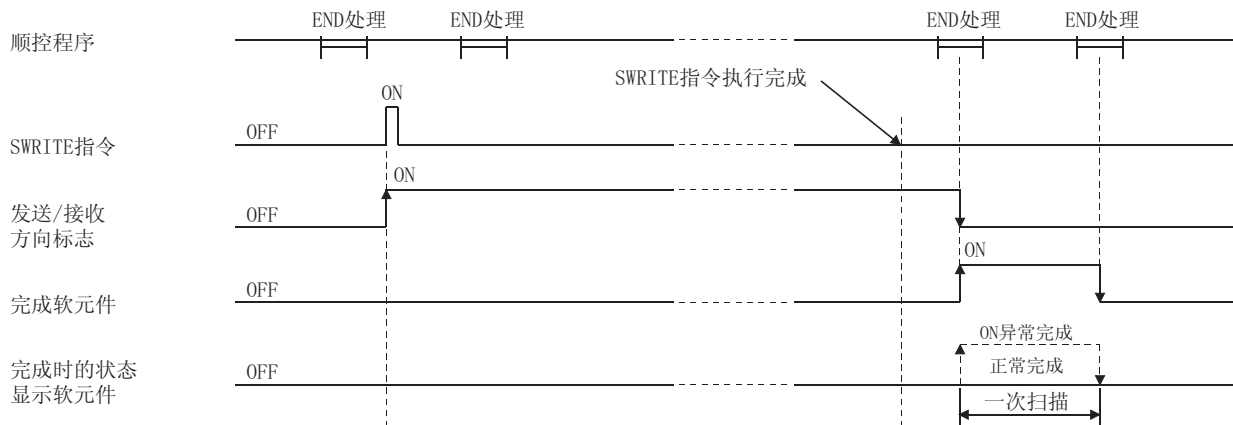 END处理
END处理
END处理
END处理
顺控程序
SWRITE指令执行完成
ON
OFF
SWRITE指令
ON
OFF
发送/接收
方向标志
ON
OFF
完成软元件
ON异常完成
OFF
正常完成
完成时的状态
显示软元件
一次扫描